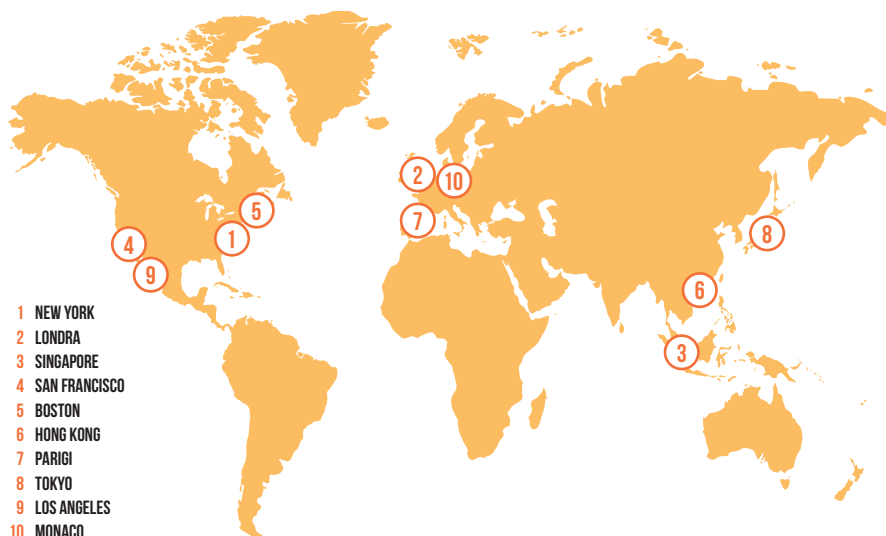 2
10
5
7
1
4
8
9
6
3
1 NEW YORK
2 LONDRA
3 SINGAPORE
4 SAN FRANCISCO
5 BOSTON
6 HONG KONG
7 PARIGI
8 TOKYO
9 LOS ANGELES
10 MONACO